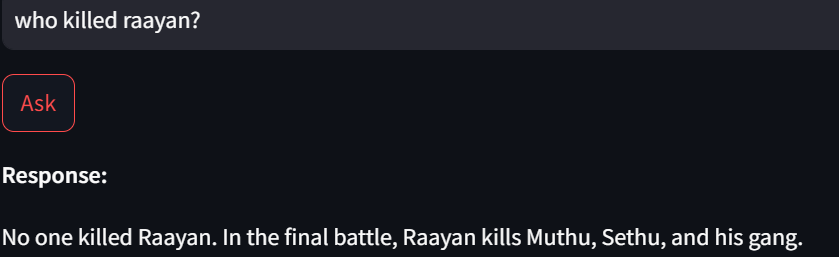 who killed raayan?
Ask
Response:
No one killed Raayan. In the final battle, Raayan kills Muthu, Sethu, and his gang.